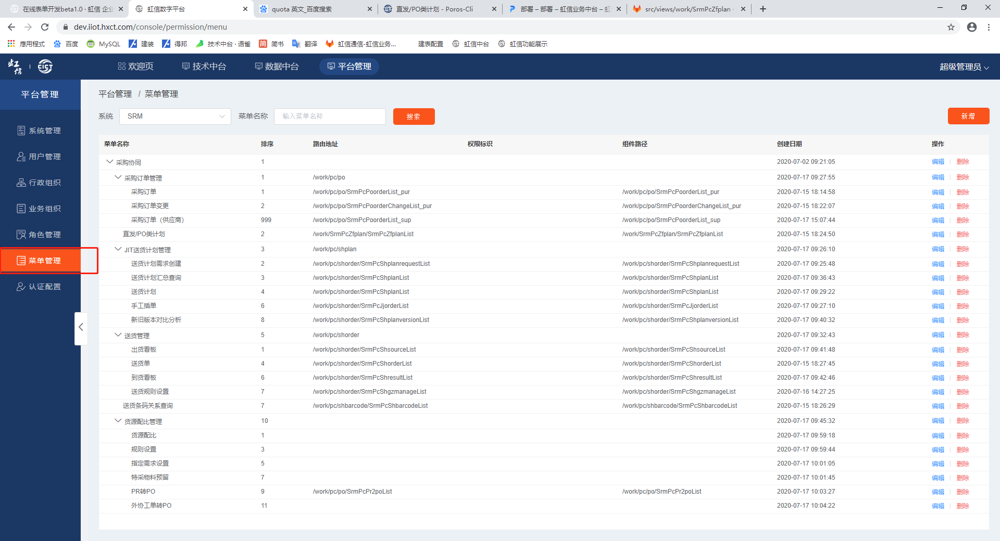 在线表单开发beta1.0 · 虹信 企业 虹信数字平台 quota 英文_百度搜索 直发/PO类计划 - Poros-Cli 部署 – 部署 – 虹信业务中台 – 虹 src/views/work/SrmPcZfplan ·
dev.iiot.hxct.com/console/permission/menu
應用程式 百度 MySQL 建装 得邦 技术中台 · 语雀 简书 翻译 虹信通信-虹信业务... 建表配置 虹信中台 虹信功能展示
虹信 EICT 欢迎页 技术中台 数据中台 平台管理 超级管理员
平台管理
系统管理
用户管理
行政组织
业务组织
角色管理
菜单管理
认证配置
平台管理 / 菜单管理
系统 SRM 菜单名称 输入菜单名称 搜索 新增
菜单名称 排序 路由地址 权限标识 组件路径 创建日期 操作
采购协同 1 2020-07-02 09:21:05 编辑 删除
采购订单管理 1 /work/pc/po 2020-07-17 09:27:55 编辑 删除
采购订单 1 /work/pc/po/SrmPcPoorderList_pur /work/pc/po/SrmPcPoorderList_pur 2020-07-15 18:14:58 编辑 删除
采购订单变更 2 /work/pc/po/SrmPcPoorderChangeList_pur /work/pc/po/SrmPcPoorderChangeList_pur 2020-07-15 18:22:07 编辑 删除
采购订单（供应商） 999 /work/pc/po/SrmPcPoorderList_sup /work/pc/po/SrmPcPoorderList_sup 2020-07-17 15:07:44 编辑 删除
直发/PO类计划 2 /work/SrmPcZfplan/SrmPcZfplanList /work/SrmPcZfplan/SrmPcZfplanList 2020-07-15 18:24:50 编辑 删除
JIT送货计划管理 3 /work/pc/shplan 2020-07-17 09:26:10 编辑 删除
送货计划需求创建 2 /work/pc/shorder/SrmPcShplanrequestList /work/pc/shorder/SrmPcShplanrequestList 2020-07-17 09:25:48 编辑 删除
送货计划汇总查询 3 /work/pc/shorder/SrmPcShplanList /work/pc/shorder/SrmPcShplanList 2020-07-17 09:36:43 编辑 删除
送货计划 4 /work/pc/shorder/SrmPcShplanList /work/pc/shorder/SrmPcShplanList 2020-07-17 09:29:22 编辑 删除
手工插单 6 /work/pc/shorder/SrmPcJjorderList /work/pc/shorder/SrmPcJjorderList 2020-07-17 09:27:10 编辑 删除
新旧版本对比分析 8 /work/pc/shorder/SrmPcShplanversionList /work/pc/shorder/SrmPcShplanversionList 2020-07-17 09:40:32 编辑 删除
送货管理 5 /work/pc/shorder 2020-07-17 09:32:43 编辑 删除
出货看板 1 /work/pc/shorder/SrmPcShsourceList /work/pc/shorder/SrmPcShsourceList 2020-07-17 09:41:48 编辑 删除
送货单 4 /work/pc/shorder/SrmPcShorderList /work/pc/shorder/SrmPcShorderList 2020-07-15 18:27:45 编辑 删除
到货看板 6 /work/pc/shorder/SrmPcShresultList /work/pc/shorder/SrmPcShresultList 2020-07-17 09:42:46 编辑 删除
送货规则设置 7 /work/pc/shorder/SrmPcShgzmanageList /work/pc/shorder/SrmPcShgzmanageList 2020-07-16 14:27:25 编辑 删除
送货条码关系查询 7 /work/pc/shbarcode/SrmPcShbarcodeList /work/pc/shbarcode/SrmPcShbarcodeList 2020-07-15 18:26:29 编辑 删除
货源配比管理 10 2020-07-17 09:45:32 编辑 删除
货源配比 1 2020-07-17 09:59:18 编辑 删除
规则设置 3 2020-07-17 09:59:44 编辑 删除
指定需求设置 5 2020-07-17 10:01:05 编辑 删除
特采物料预留 7 2020-07-17 10:01:45 编辑 删除
PR转PO 9 /work/pc/po/SrmPcPr2poList /work/pc/po/SrmPcPr2poList 2020-07-17 10:03:27 编辑 删除
外协工单转PO 11 2020-07-17 10:04:22 编辑 删除